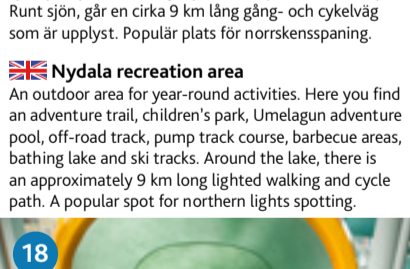 Runt sjön, går en cirka 9 km lång gång- och cykelväg
som är upplyst. Populär plats för norrskensspaning.
Nydala recreation area
An outdoor area for year-round activities. Here you find
an adventure trail, children's park, Umelagun adventure
pool, off-road track, pump track course, barbecue areas,
bathing lake and ski tracks. Around the lake, there is
an approximately 9 km long lighted walking and cycle
path. A popular spot for northern lights spotting.
18